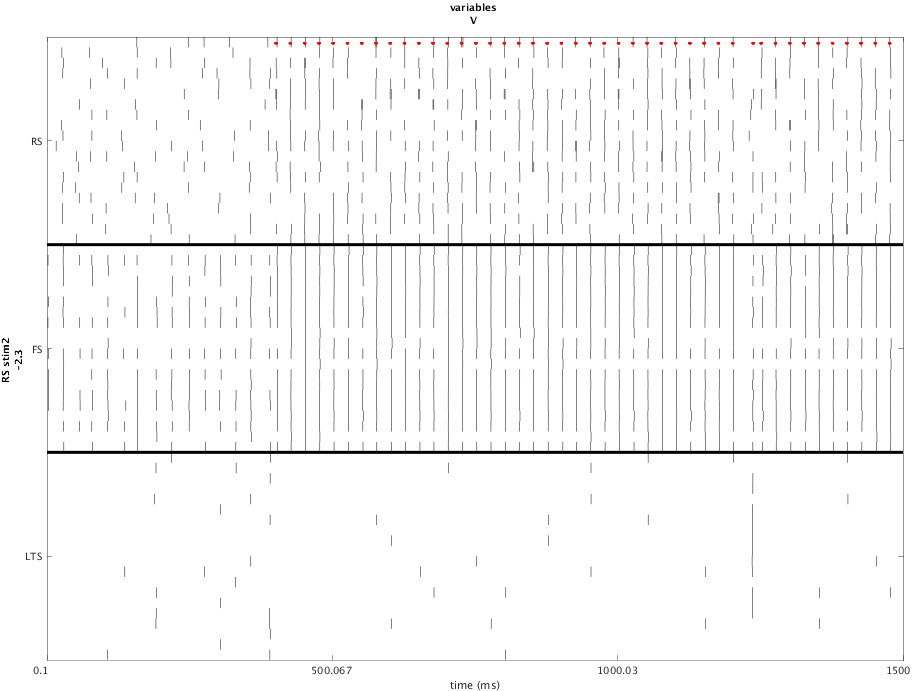 variables
V
RS
FS
LTS
RS stim2
-2.3
0.1
500.067
1000.03
1500
time (ms)